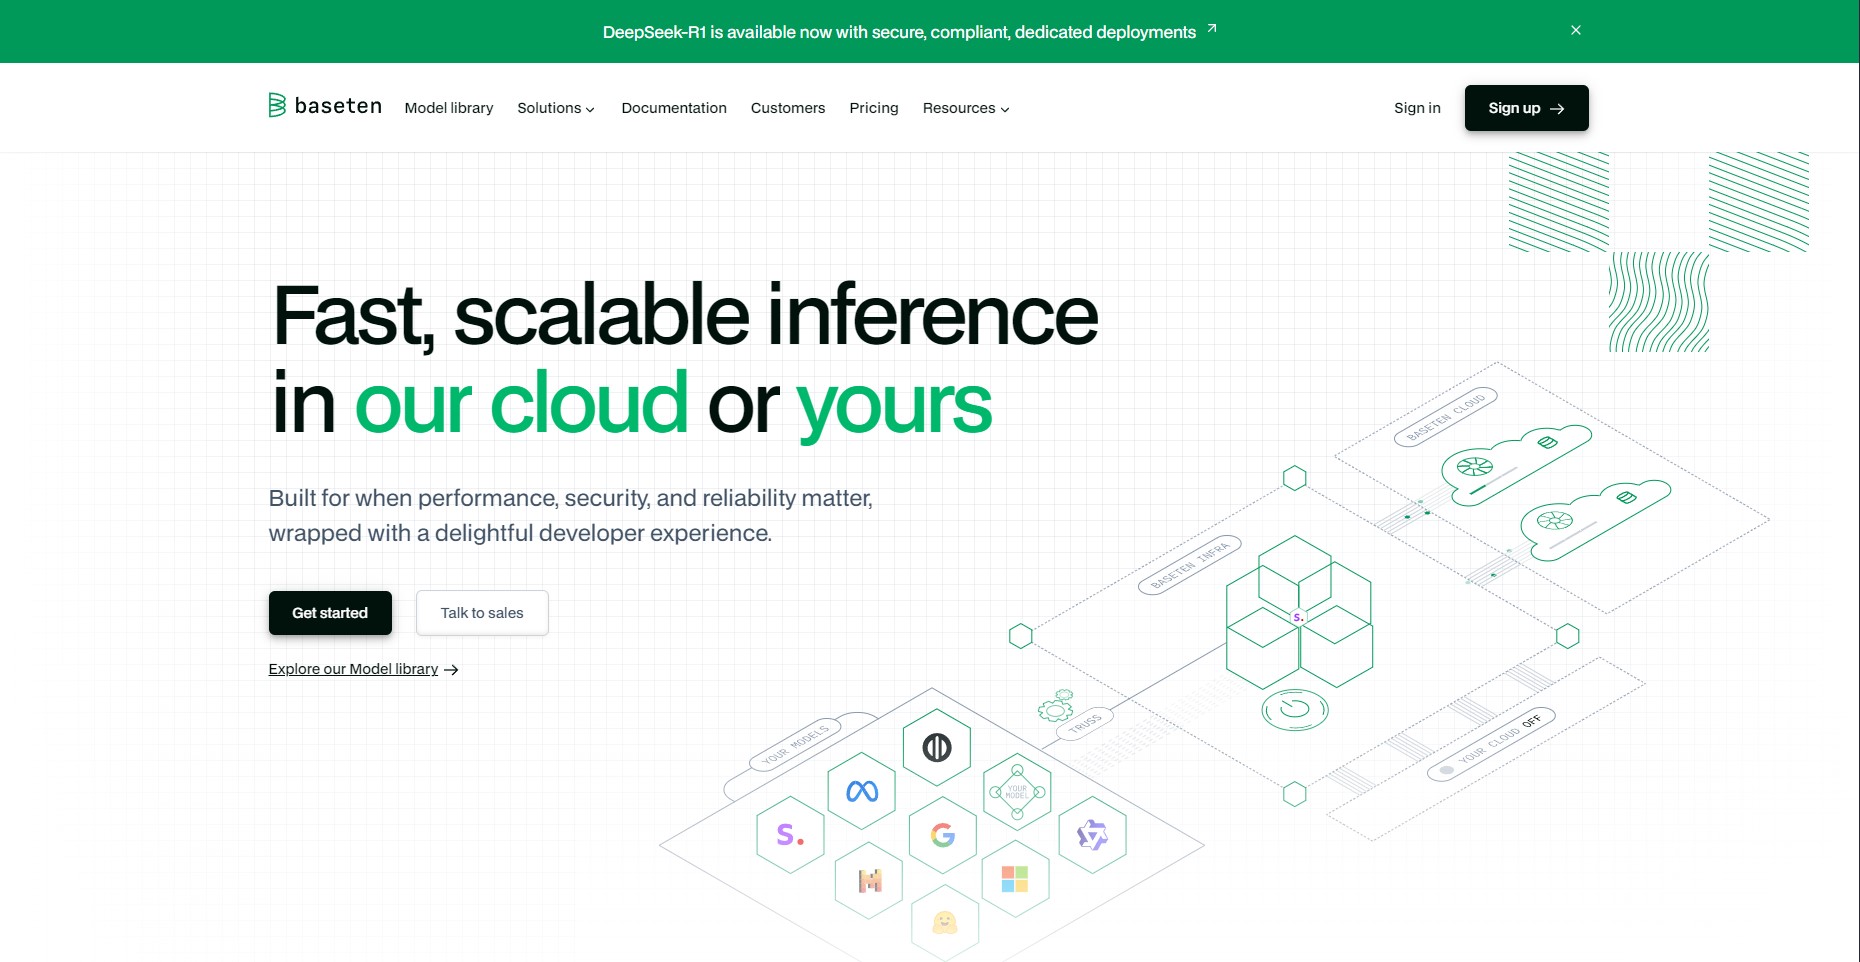 DeepSeek-R1 is available now with secure, compliant, dedicated deployments
baseten
Model library
Solutions
Documentation
Customers
Pricing
Resources
Sign in
Sign up
Fast, scalable inference
in our cloud or yours
Built for when performance, security, and reliability matter,
wrapped with a delightful developer experience.
Get started
Talk to sales
Explore our Model library
BASETEN CLOUD
BASETEN INFRA
S.
TRUSS
YOUR CLOUD OFF
YOUR MODELS
YOUR
MODEL
S.
G